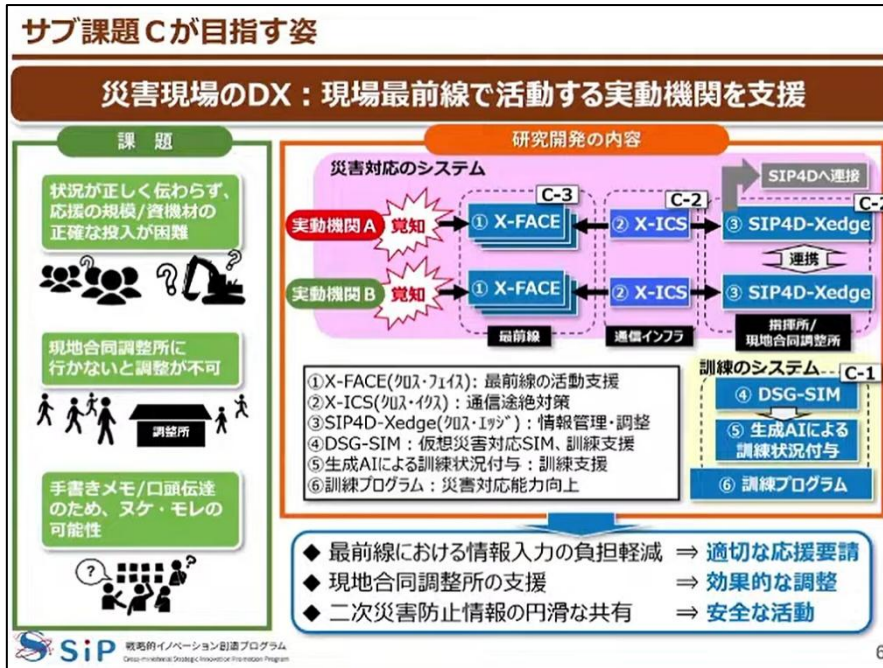 サブ課題Cが目指す姿
災害現場のDX：現場最前線で活動する実動機関を支援
課 題
状況が正しく伝わらず、
応援の規模/資機材の
正確な投入が困難
? ? ?
現地合同調整所に
行かないと調整が不可
調整所
手書きメモ/口頭伝達
のため、ヌケ・モレの
可能性
? ?
研究開発の内容
災害対応のシステム
SIP4Dへ連接
C-3
C-2
実動機関A
覚知
① X-FACE
② X-ICS
③ SIP4D-Xedge
連携
実動機関B
覚知
① X-FACE
② X-ICS
③ SIP4D-Xedge
最前線
通信インフラ
指揮所/
現地合同調整所
①X-FACE(ｸﾛｽ・ﾌｪｲｽ)：最前線の活動支援
②X-ICS(ｸﾛｽ・ｲｸｽ)：通信途絶対策
③SIP4D-Xedge(ｸﾛｽ・ｴｯｼﾞ)：情報管理・調整
④DSG-SIM：仮想災害対応SIM、訓練支援
⑤生成AIによる訓練状況付与：訓練支援
⑥訓練プログラム：災害対応能力向上
訓練のシステム
C-1
④ DSG-SIM
⑤ 生成AIによる
訓練状況付与
⑥ 訓練プログラム
◆ 最前線における情報入力の負担軽減 ⇒ 適切な応援要請
◆ 現地合同調整所の支援 ⇒ 効果的な調整
◆ 二次災害防止情報の円滑な共有 ⇒ 安全な活動
SiP 戦略的イノベーション創造プログラム
Cross-ministerial Strategic Innovation Promotion Program
6